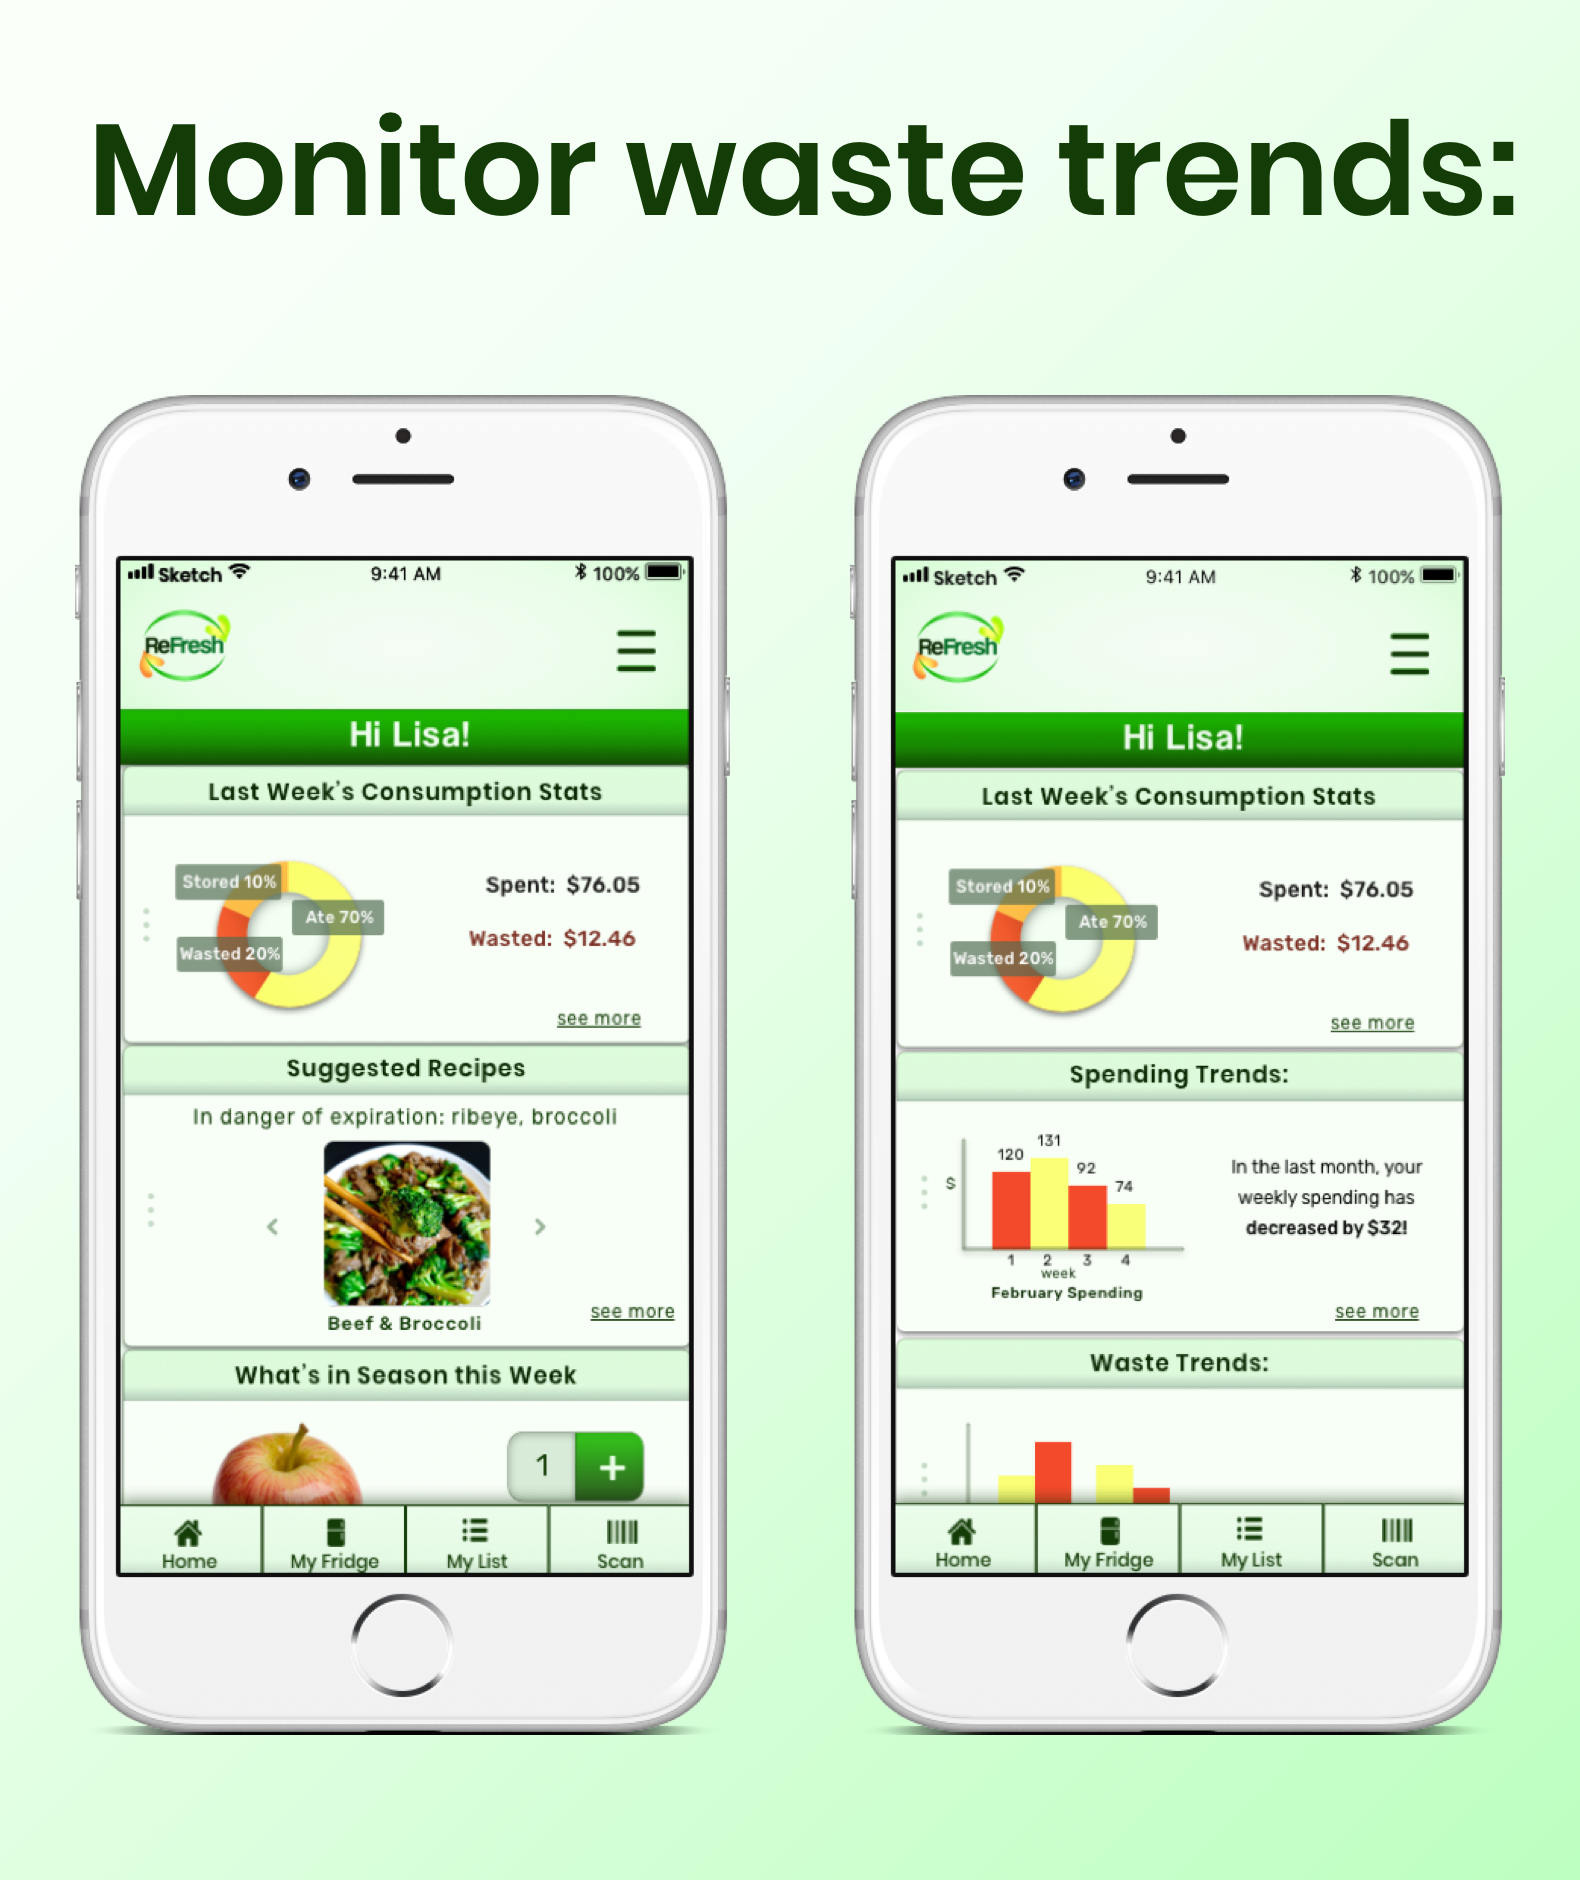 Monitor waste trends:
Sketch 9:41 AM 100%
ReFresh
Hi Lisa!
Last Week's Consumption Stats
Stored 10%
Ate 70%
Wasted 20%
Spent: $76.05
Wasted: $12.46
see more
Suggested Recipes
In danger of expiration: ribeye, broccoli
Beef & Broccoli
see more
What's in Season this Week
1 +
Home My Fridge My List Scan
Sketch 9:41 AM 100%
ReFresh
Hi Lisa!
Last Week's Consumption Stats
Stored 10%
Ate 70%
Wasted 20%
Spent: $76.05
Wasted: $12.46
see more
Spending Trends:
120 131 92 74
$
1 2 3 4
week
February Spending
In the last month, your
weekly spending has
decreased by $32!
see more
Waste Trends:
Home My Fridge My List Scan